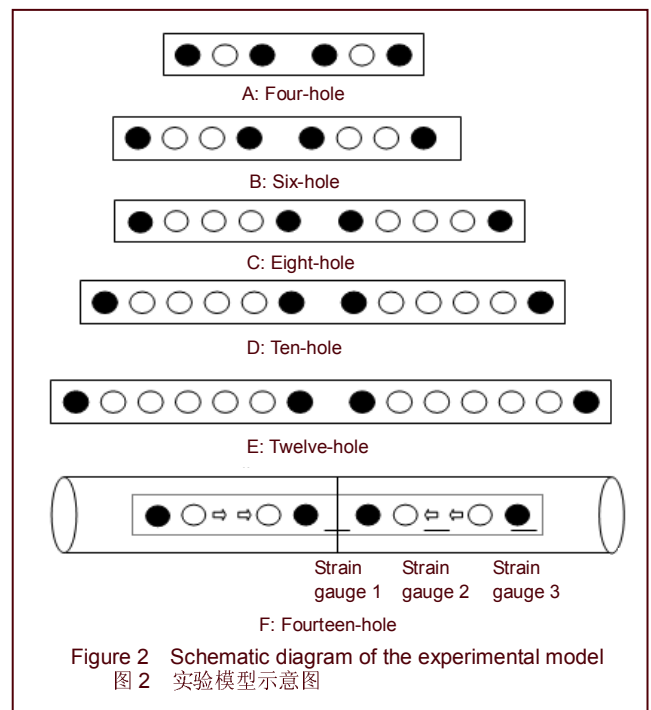 A: Four-hole
B: Six-hole
C: Eight-hole
D: Ten-hole
E: Twelve-hole
Strain gauge 1
Strain gauge 2
Strain gauge 3
F: Fourteen-hole
Figure 2 Schematic diagram of the experimental model
图 2 实验模型示意图